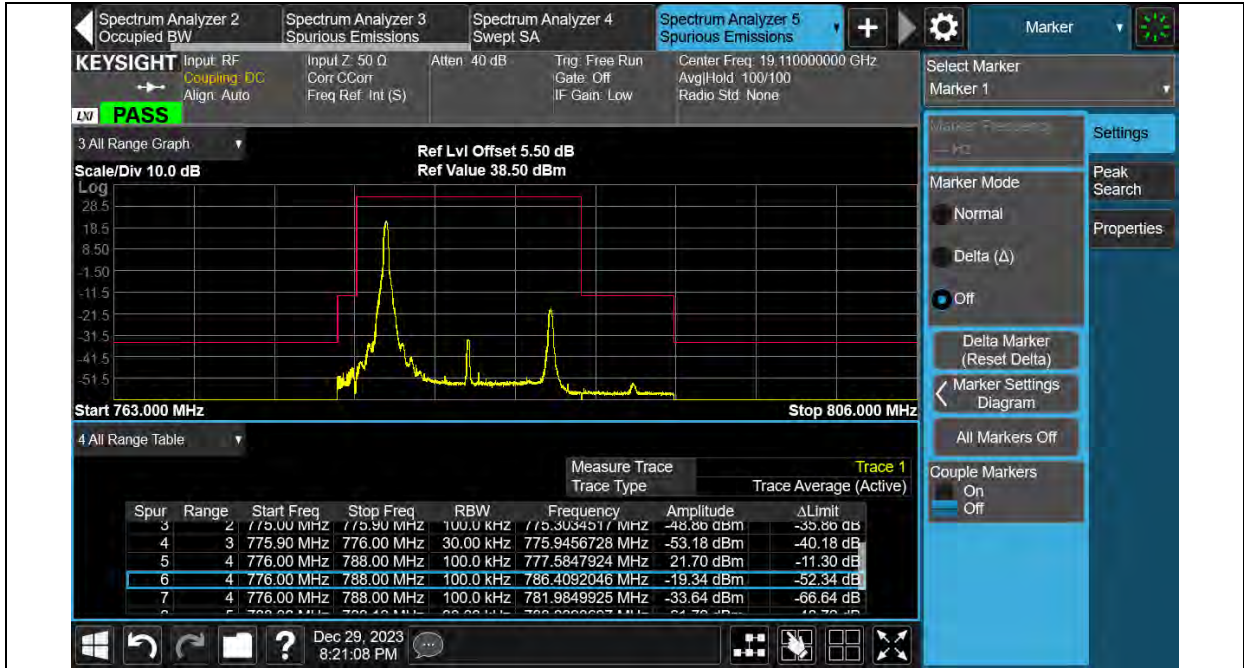 Spectrum Analyzer 2
Occupied BW
Spectrum Analyzer 3
Spurious Emissions
Spectrum Analyzer 4
Swept SA
Spectrum Analyzer 5
Spurious Emissions
Marker
KEYSIGHT
Input: RF
Coupling: DC
Align: Auto
Input Z: 50 Ω
Corr CCorr
Freq Ref: Int (S)
Atten: 40 dB
Trig: Free Run
Gate: Off
IF Gain: Low
Center Freq: 19.110000000 GHz
Avg|Hold: 100/100
Radio Std: None
LXI PASS
Select Marker
Marker 1
3 All Range Graph
Ref Lvl Offset 5.50 dB
Scale/Div 10.0 dB
Ref Value 38.50 dBm
Log
28.5
18.5
8.50
-1.50
-11.5
-21.5
-31.5
-41.5
-51.5
Start 763.000 MHz
Stop 806.000 MHz
Marker Frequency
--- Hz
Settings
Peak Search
Properties
Marker Mode
Normal
Delta (Δ)
Off
Delta Marker
(Reset Delta)
Marker Settings
Diagram
All Markers Off
Couple Markers
On
Off
4 All Range Table
Measure Trace Trace 1
Trace Type Trace Average (Active)
Spur Range Start Freq Stop Freq RBW Frequency Amplitude ΔLimit
3 2 775.00 MHz 775.90 MHz 100.0 kHz 775.3034517 MHz -48.86 dBm -35.86 dB
4 3 775.90 MHz 776.00 MHz 30.00 kHz 775.9456728 MHz -53.18 dBm -40.18 dB
5 4 776.00 MHz 788.00 MHz 100.0 kHz 777.5847924 MHz 21.70 dBm -11.30 dB
6 4 776.00 MHz 788.00 MHz 100.0 kHz 786.4092046 MHz -19.34 dBm -52.34 dB
7 4 776.00 MHz 788.00 MHz 100.0 kHz 781.9849925 MHz -33.64 dBm -66.64 dB
Dec 29, 2023
8:21:08 PM